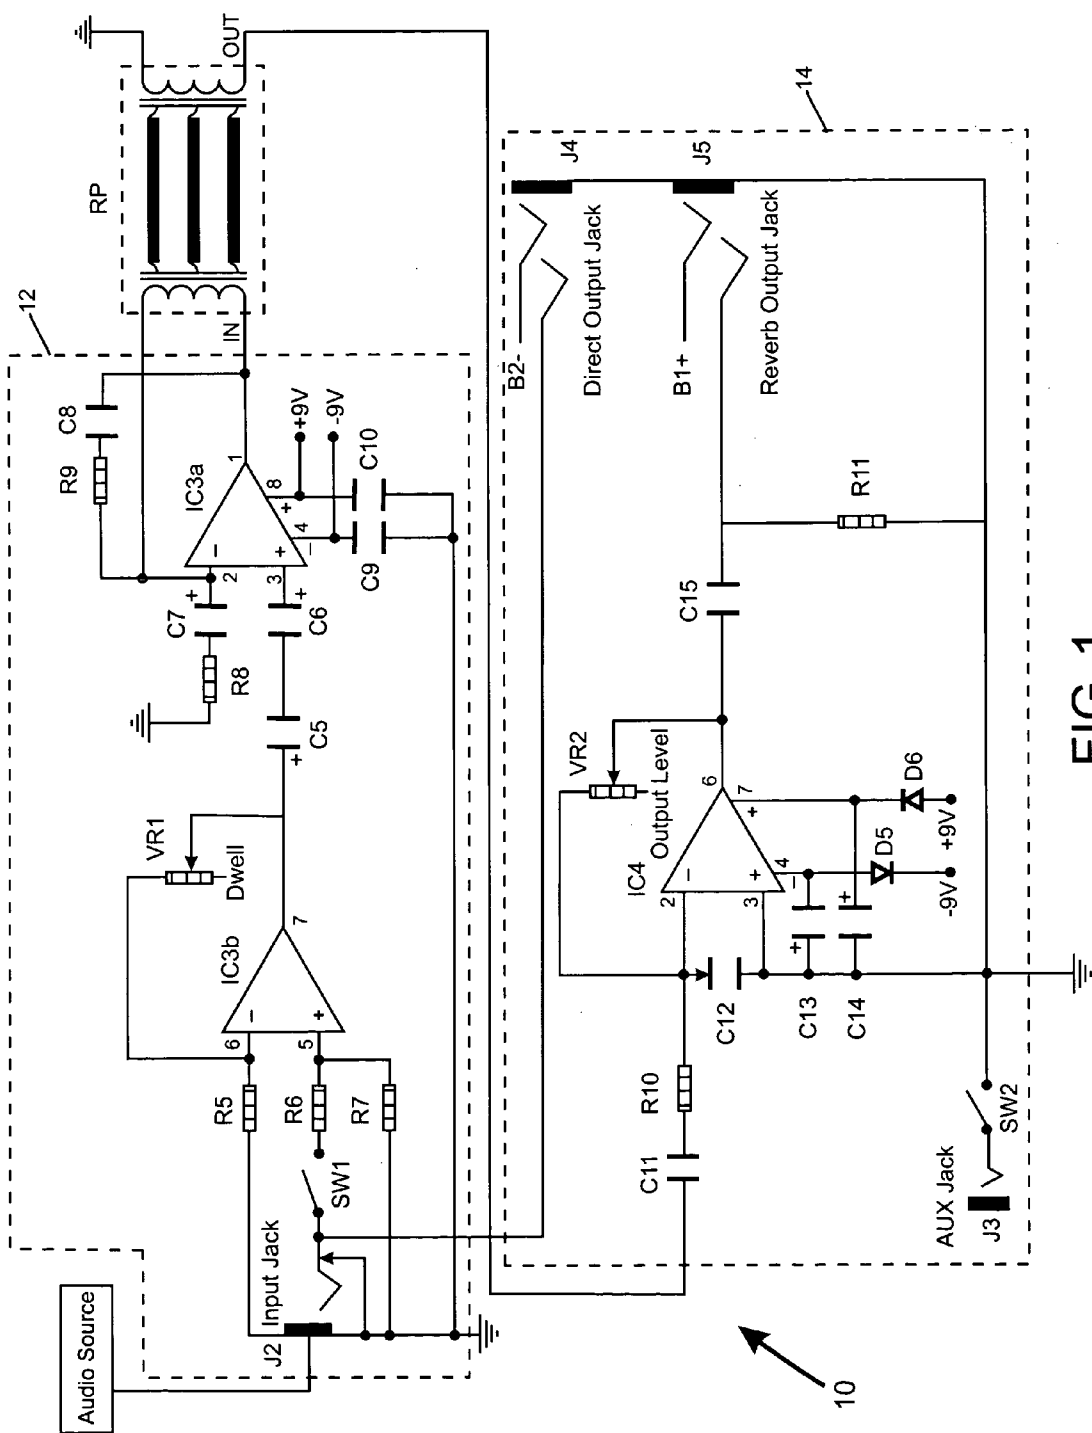 Audio Source
J2
Input Jack
SW1
R5
R6
R7
6
5
−
+
IC3b
7
VR1
Dwell
+
C5
R8
C7
+
C6
+
2
3
−
+
IC3a
1
8
+
4
−
C9
C10
+9V
-9V
R9
C8
12
IN
RP
OUT
C11
R10
C12
C13
+
C14
+
2
3
−
+
IC4
4
−
7
+
6
VR2
Output Level
D5
D6
-9V
+9V
C15
R11
B2-
Direct Output Jack
J4
B1+
Reverb Output Jack
J5
14
AUX Jack
J3
SW2
10
FIG. 1